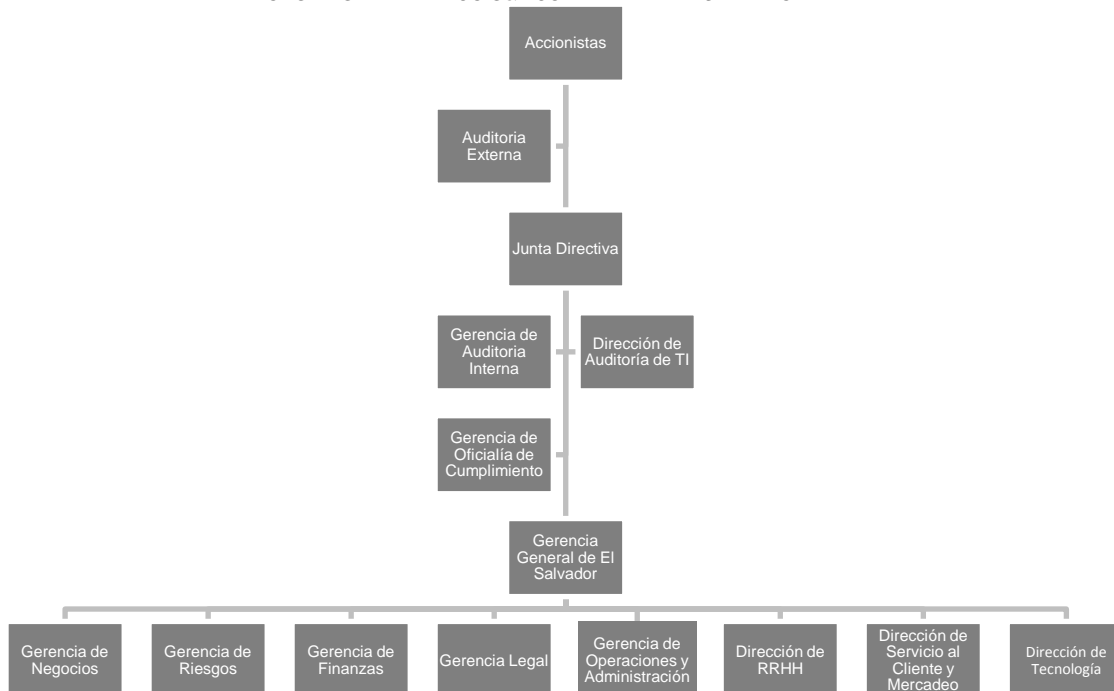 Accionistas
Auditoria
Externa
Junta Directiva
Gerencia de
Auditoria
Interna
Dirección de
Auditoría de TI
Gerencia de
Oficialía de
Cumplimiento
Gerencia
General de El
Salvador
Gerencia de
Negocios
Gerencia de
Riesgos
Gerencia de
Finanzas
Gerencia Legal
Gerencia de
Operaciones y
Administración
Dirección de
RRHH
Dirección de
Servicio al
Cliente y
Mercadeo
Dirección de
Tecnología